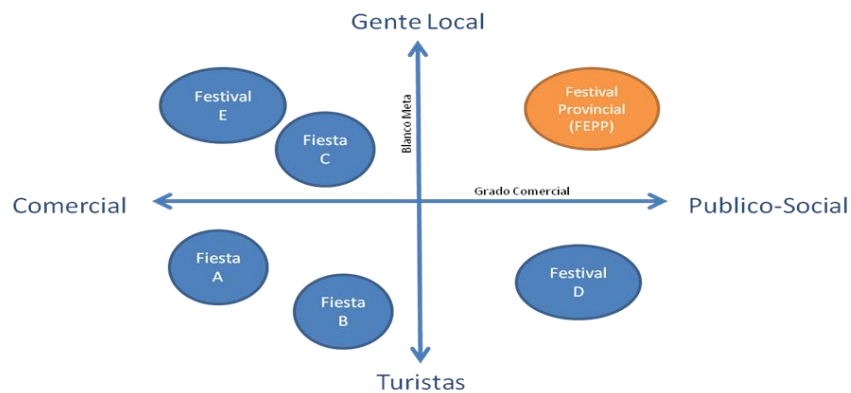 Gente Local
Festival
E
Fiesta
C
Blanco Meta
Festival
Provincial
(FEPP)
Comercial
Grado Comercial
Publico-Social
Fiesta
A
Fiesta
B
Festival
D
Turistas